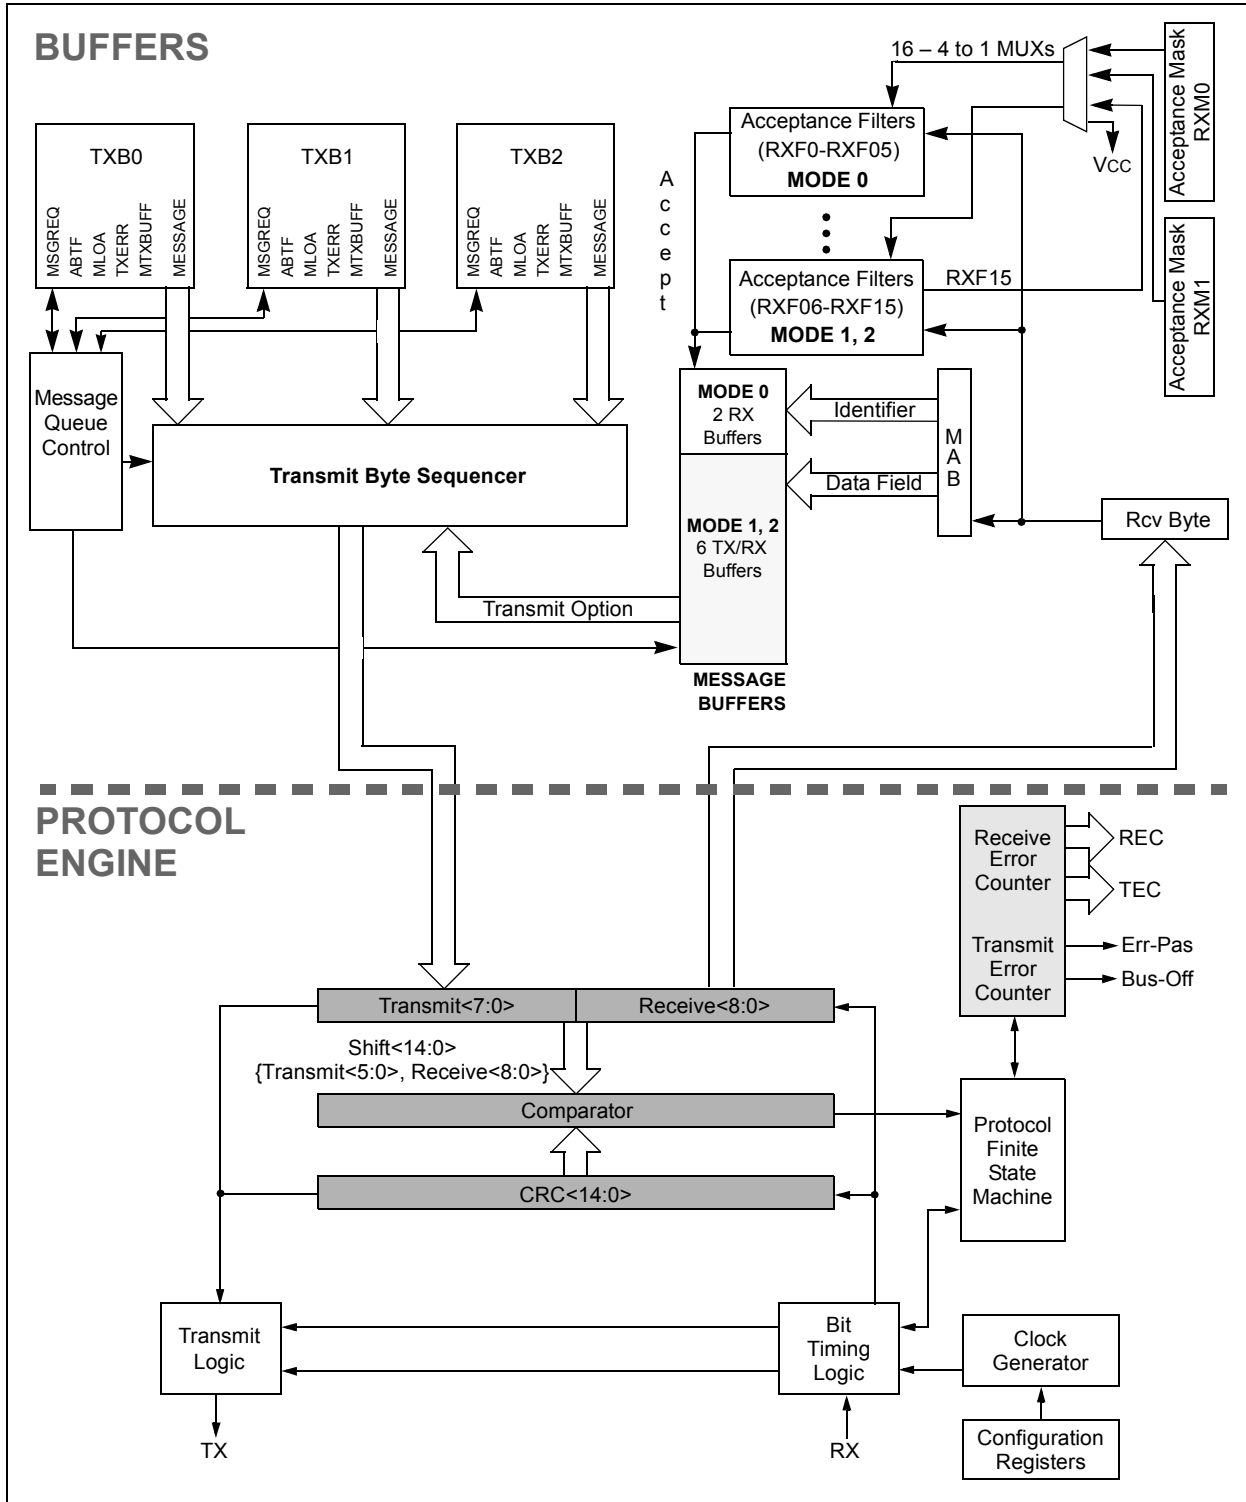 BUFFERS
16 – 4 to 1 MUXs
Acceptance Mask
RXM0
VCC
Acceptance Filters
(RXF0-RXF05)
MODE 0
TXB0
MSGREQ
ABTF
MLOA
TXERR
MTXBUFF
MESSAGE
TXB1
MSGREQ
ABTF
MLOA
TXERR
MTXBUFF
MESSAGE
TXB2
MSGREQ
ABTF
MLOA
TXERR
MTXBUFF
MESSAGE
Accept
Acceptance Filters
(RXF06-RXF15)
MODE 1, 2
RXF15
Acceptance Mask
RXM1
Message
Queue
Control
Transmit Byte Sequencer
MODE 0
2 RX
Buffers
Identifier
Data Field
MAB
Rcv Byte
MODE 1, 2
6 TX/RX
Buffers
Transmit Option
MESSAGE
BUFFERS
PROTOCOL
ENGINE
Receive
Error
Counter
REC
TEC
Transmit
Error
Counter
Err-Pas
Bus-Off
Transmit<7:0>
Receive<8:0>
Shift<14:0>
{Transmit<5:0>, Receive<8:0>}
Comparator
CRC<14:0>
Protocol
Finite
State
Machine
Transmit
Logic
Bit
Timing
Logic
Clock
Generator
TX
RX
Configuration
Registers